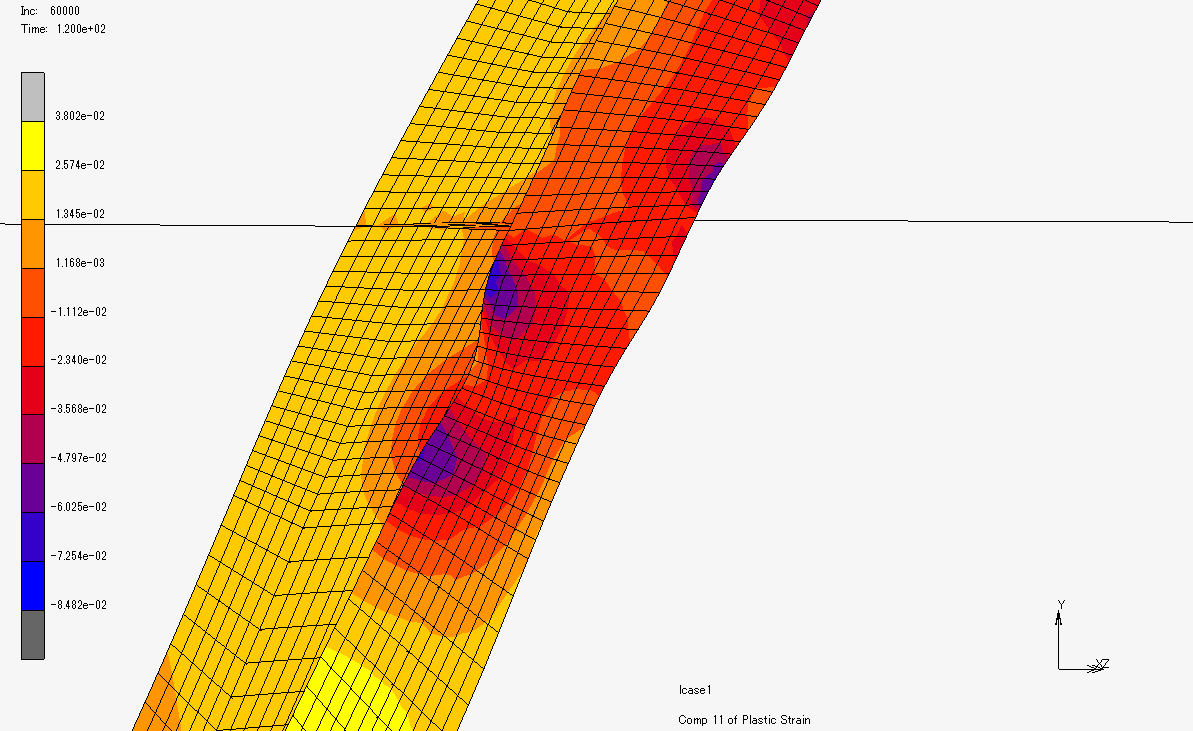 Inc: 60000
Time: 1.200e+02
3.802e-02
2.574e-02
1.345e-02
1.168e-03
-1.112e-02
-2.340e-02
-3.568e-02
-4.797e-02
-6.025e-02
-7.254e-02
-8.482e-02
Y
XZ
lcase1
Comp 11 of Plastic Strain